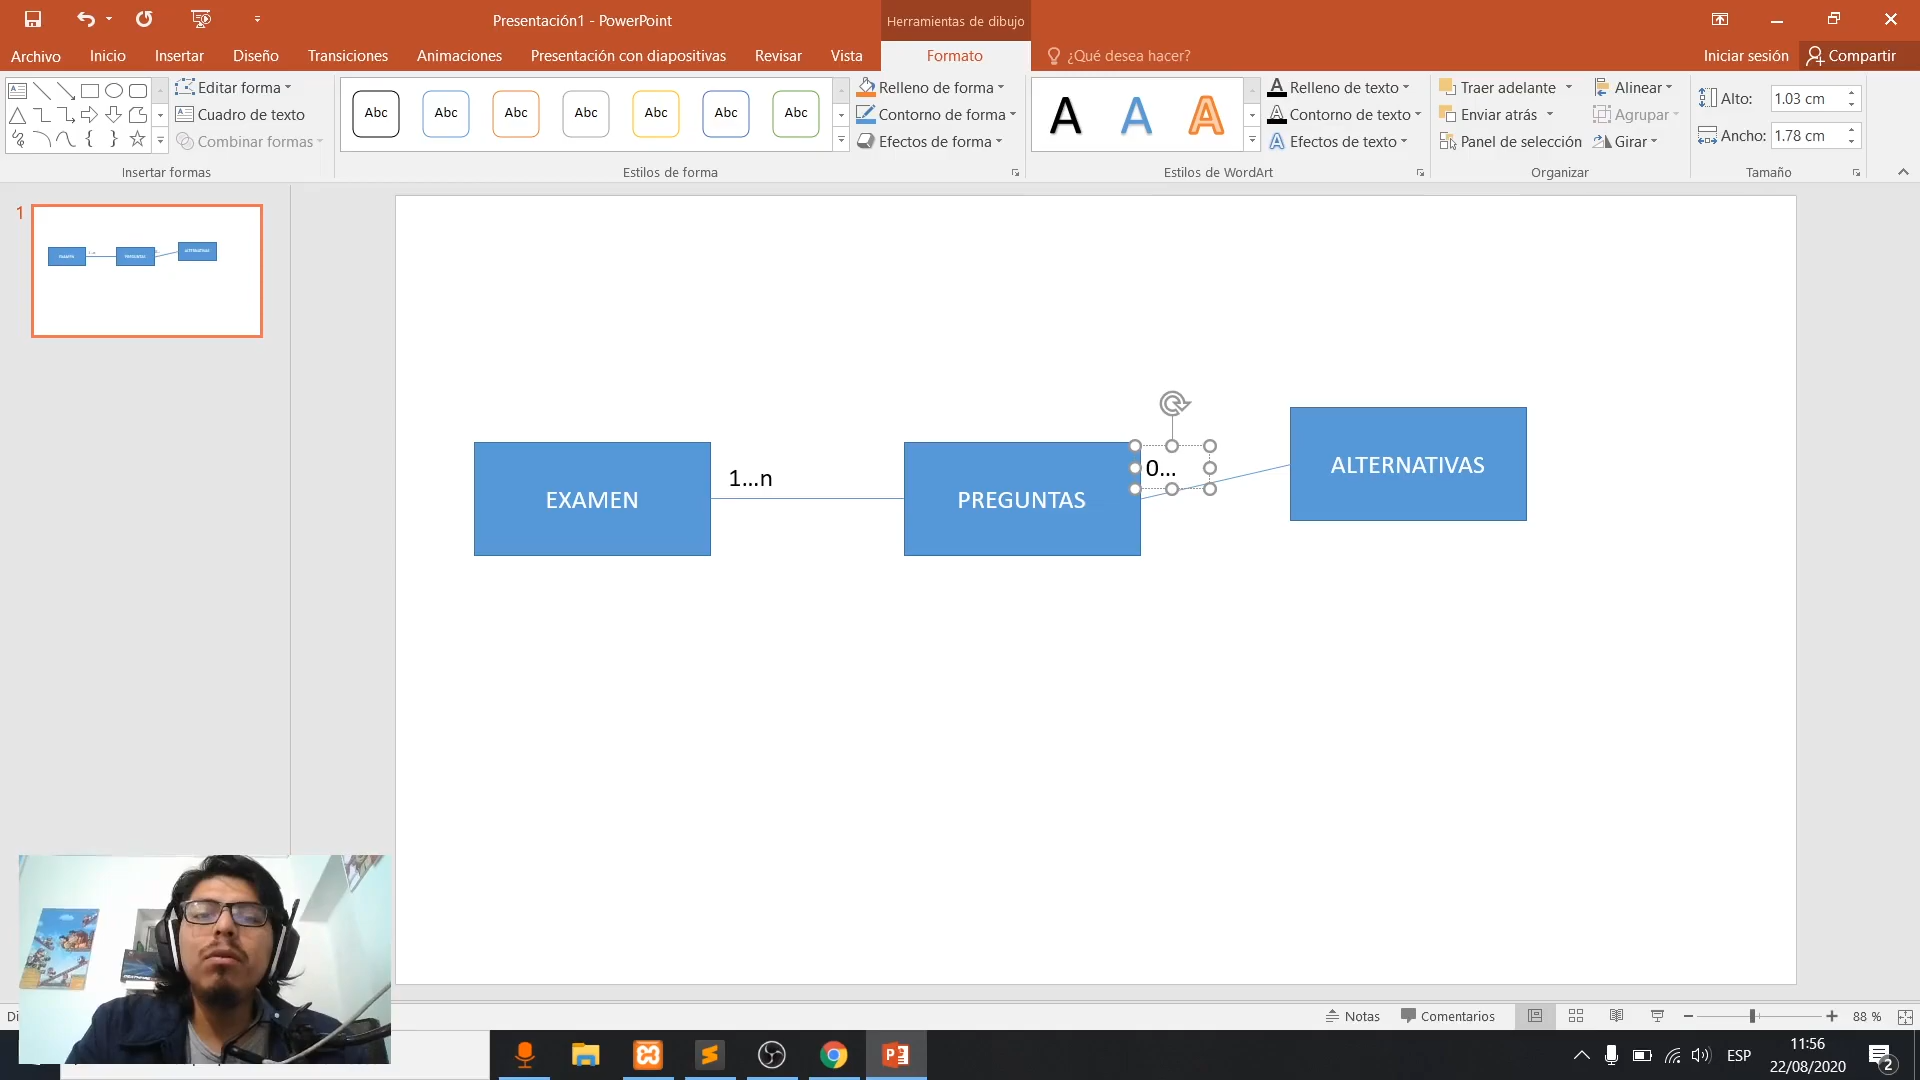 Presentación1 - PowerPoint
Herramientas de dibujo
Archivo
Inicio
Insertar
Diseño
Transiciones
Animaciones
Presentación con diapositivas
Revisar
Vista
Formato
¿Qué desea hacer?
Iniciar sesión
Compartir
Editar forma
Cuadro de texto
Combinar formas
Insertar formas
Abc Abc Abc Abc Abc Abc Abc
Relleno de forma
Contorno de forma
Efectos de forma
Estilos de forma
A A A
Relleno de texto
Contorno de texto
Efectos de texto
Estilos de WordArt
Traer adelante
Enviar atrás
Panel de selección
Alinear
Agrupar
Girar
Organizar
Alto: 1.03 cm
Ancho: 1.78 cm
Tamaño
1
EXAMEN
1...n
PREGUNTAS
0...
ALTERNATIVAS
Notas
Comentarios
88 %
ESP
11:56
22/08/2020
2